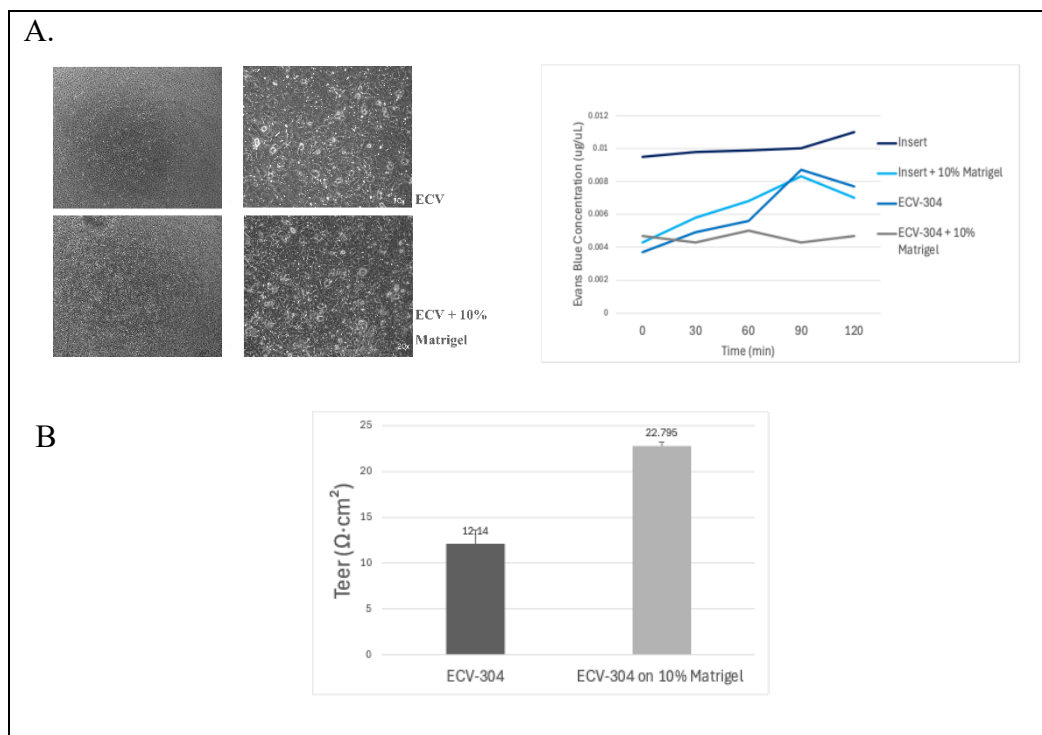 A.
ECV
ECV + 10%
Matrigel
20x
Evans Blue Concentration (ug/uL)
0.012
0.01
0.008
0.006
0.004
0.002
0
0 30 60 90 120
Time (min)
Insert
Insert + 10% Matrigel
ECV-304
ECV-304 + 10%
Matrigel
B
Teer (Ω·cm²)
25
20
15
10
5
0
12.14
22.795
ECV-304
ECV-304 on 10% Matrigel